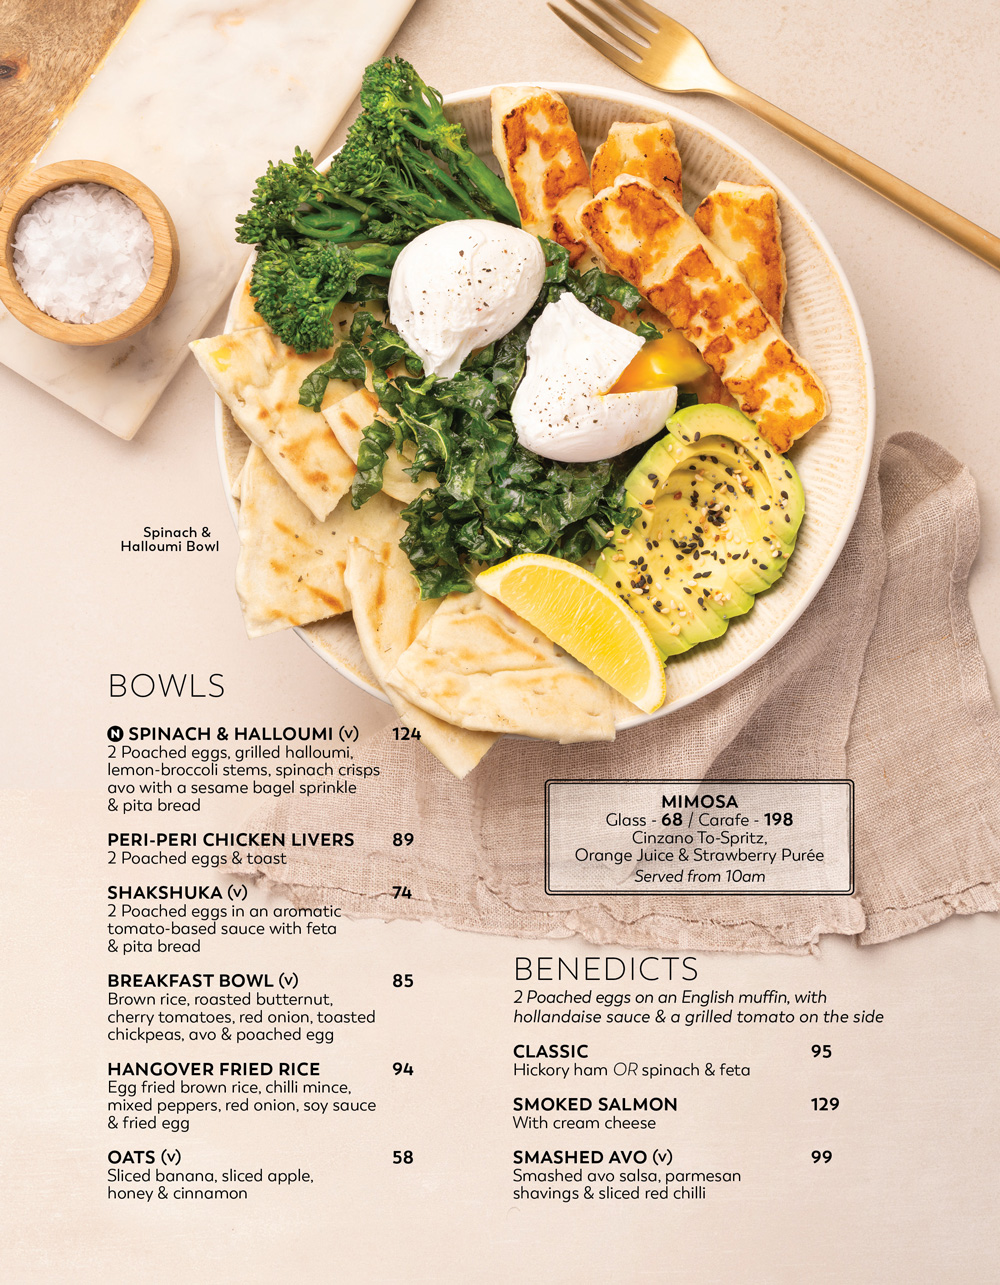 Spinach &
Halloumi Bowl
BOWLS
N SPINACH & HALLOUMI (v) 124
2 Poached eggs, grilled halloumi,
lemon-broccoli stems, spinach crisps
avo with a sesame bagel sprinkle
& pita bread
PERI-PERI CHICKEN LIVERS 89
2 Poached eggs & toast
SHAKSHUKA (v) 74
2 Poached eggs in an aromatic
tomato-based sauce with feta
& pita bread
BREAKFAST BOWL (v) 85
Brown rice, roasted butternut,
cherry tomatoes, red onion, toasted
chickpeas, avo & poached egg
HANGOVER FRIED RICE 94
Egg fried brown rice, chilli mince,
mixed peppers, red onion, soy sauce
& fried egg
OATS (v) 58
Sliced banana, sliced apple,
honey & cinnamon
MIMOSA
Glass - 68 / Carafe - 198
Cinzano To-Spritz,
Orange Juice & Strawberry Purée
Served from 10am
BENEDICTS
2 Poached eggs on an English muffin, with
hollandaise sauce & a grilled tomato on the side
CLASSIC 95
Hickory ham OR spinach & feta
SMOKED SALMON 129
With cream cheese
SMASHED AVO (v) 99
Smashed avo salsa, parmesan
shavings & sliced red chilli